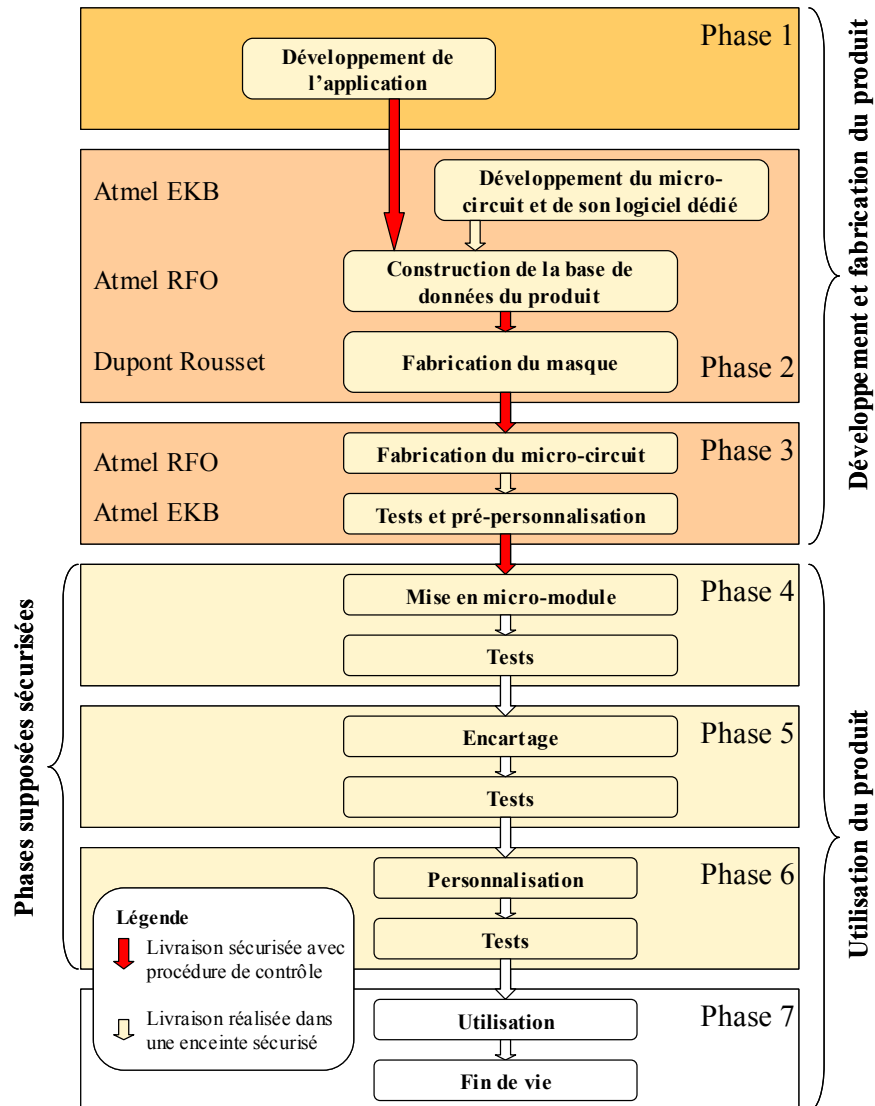 Phase 1
Développement de
l'application
Atmel EKB
Développement du micro-
circuit et de son logiciel dédié
Atmel RFO
Construction de la base de
données du produit
Dupont Rousset
Fabrication du masque
Phase 2
Développement et fabrication du produit
Phase 3
Atmel RFO
Fabrication du micro-circuit
Atmel EKB
Tests et pré-personnalisation
Phase 4
Mise en micro-module
Tests
Phase 5
Encartage
Tests
Phase 6
Personnalisation
Tests
Phases supposées sécurisées
Utilisation du produit
Légende
Livraison sécurisée avec
procédure de contrôle
Livraison réalisée dans
une enceinte sécurisé
Phase 7
Utilisation
Fin de vie